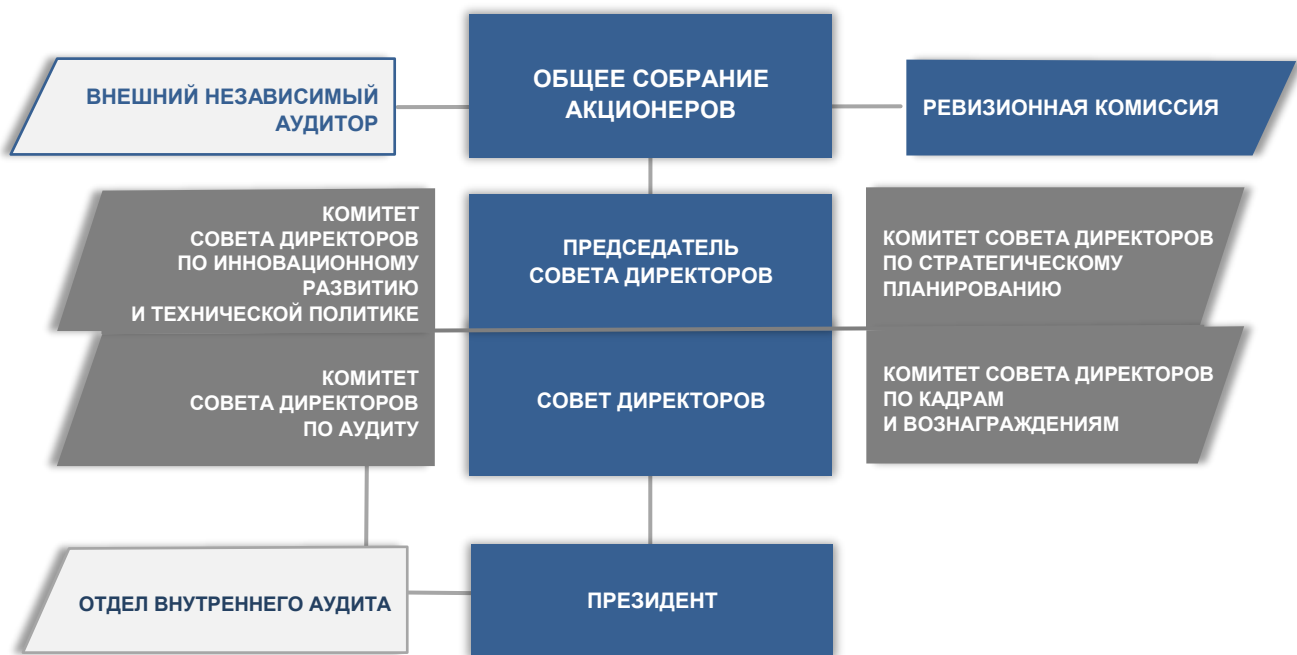 ОБЩЕЕ СОБРАНИЕ
АКЦИОНЕРОВ
ВНЕШНИЙ НЕЗАВИСИМЫЙ
АУДИТОР
РЕВИЗИОННАЯ КОМИССИЯ
КОМИТЕТ
СОВЕТА ДИРЕКТОРОВ
ПО ИННОВАЦИОННОМУ
РАЗВИТИЮ
И ТЕХНИЧЕСКОЙ ПОЛИТИКЕ
ПРЕДСЕДАТЕЛЬ
СОВЕТА ДИРЕКТОРОВ
КОМИТЕТ СОВЕТА ДИРЕКТОРОВ
ПО СТРАТЕГИЧЕСКОМУ
ПЛАНИРОВАНИЮ
КОМИТЕТ
СОВЕТА ДИРЕКТОРОВ
ПО АУДИТУ
СОВЕТ ДИРЕКТОРОВ
КОМИТЕТ СОВЕТА ДИРЕКТОРОВ
ПО КАДРАМ
И ВОЗНАГРАЖДЕНИЯМ
ОТДЕЛ ВНУТРЕННЕГО АУДИТА
ПРЕЗИДЕНТ